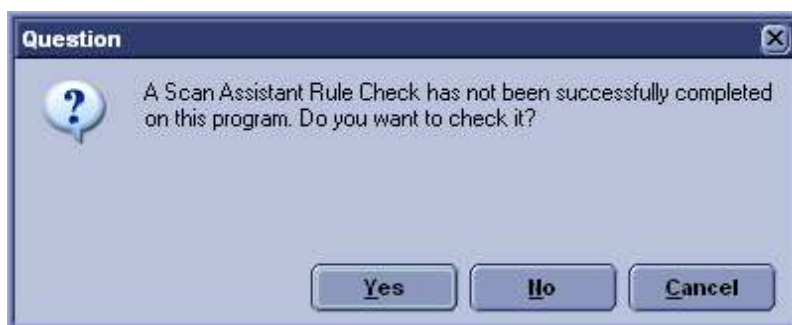 Question
A Scan Assistant Rule Check has not been successfully completed
on this program. Do you want to check it?
?
Yes No Cancel